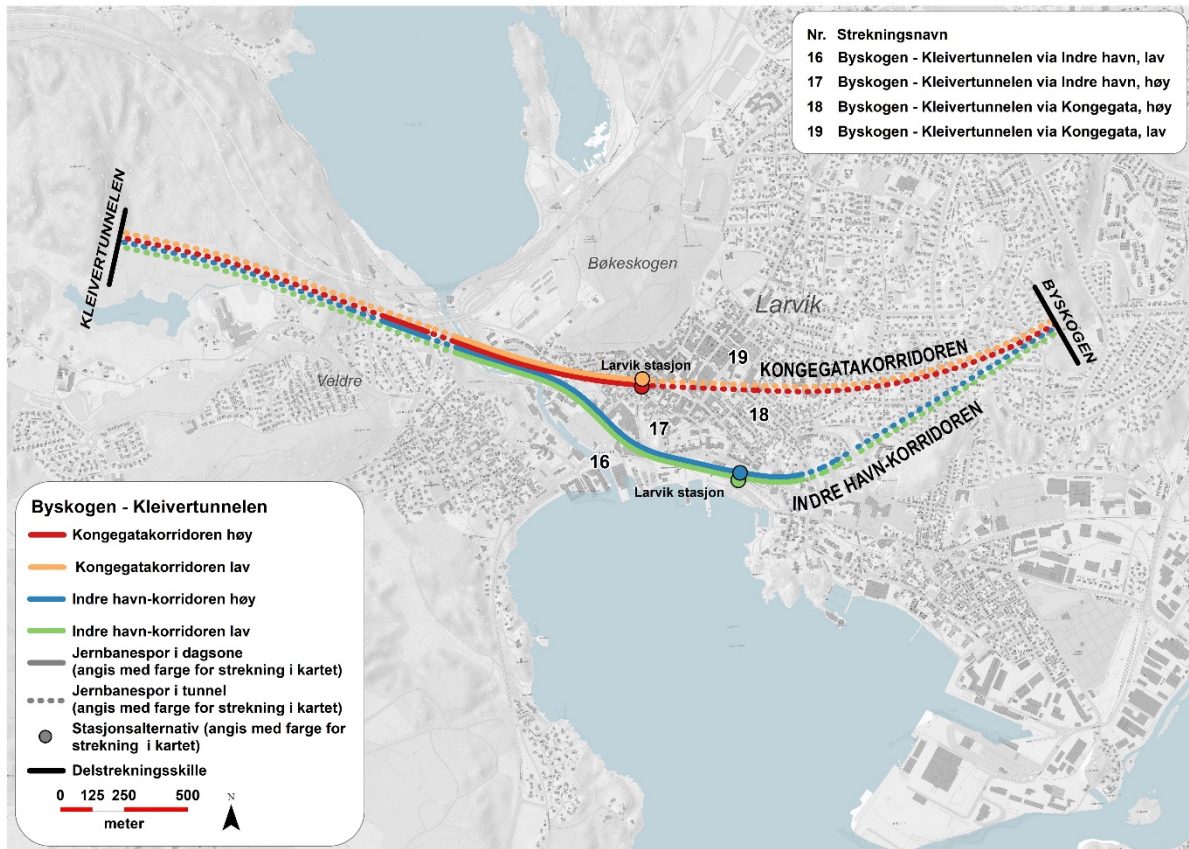 Nr. Strekningsnavn
16 Byskogen - Kleivertunnelen via Indre havn, lav
17 Byskogen - Kleivertunnelen via Indre havn, høy
18 Byskogen - Kleivertunnelen via Kongegata, høy
19 Byskogen - Kleivertunnelen via Kongegata, lav
KLEIVERTUNNELEN
Bøkeskogen
Larvik
BYSKOGEN
Veldre
Larvik stasjon
19
KONGEGATAKORRIDOREN
18
17
16
Larvik stasjon
INDRE HAVN-KORRIDOREN
Byskogen - Kleivertunnelen
Kongegatakorridoren høy
Kongegatakorridoren lav
Indre havn-korridoren høy
Indre havn-korridoren lav
Jernbanespor i dagsone
(angis med farge for strekning i kartet)
Jernbanespor i tunnel
(angis med farge for strekning i kartet)
Stasjonsalternativ (angis med farge for
strekning i kartet)
Delstrekningsskille
0 125 250 500
meter
N